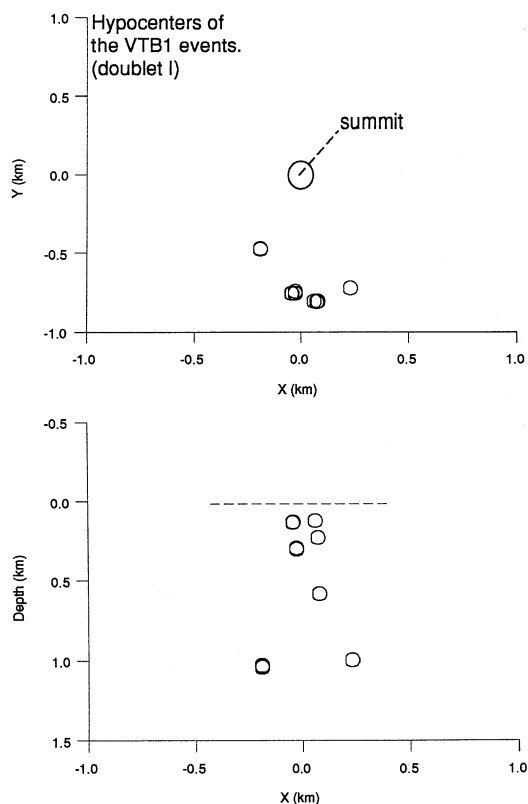 Hypocenters of
the VTB1 events.
(doublet I)
summit
1.0
0.5
0.0
-0.5
-1.0
Y (km)
-1.0 -0.5 0.0 0.5 1.0
X (km)
-0.5
0.0
0.5
1.0
1.5
Depth (km)
-1.0 -0.5 0.0 0.5 1.0
X (km)